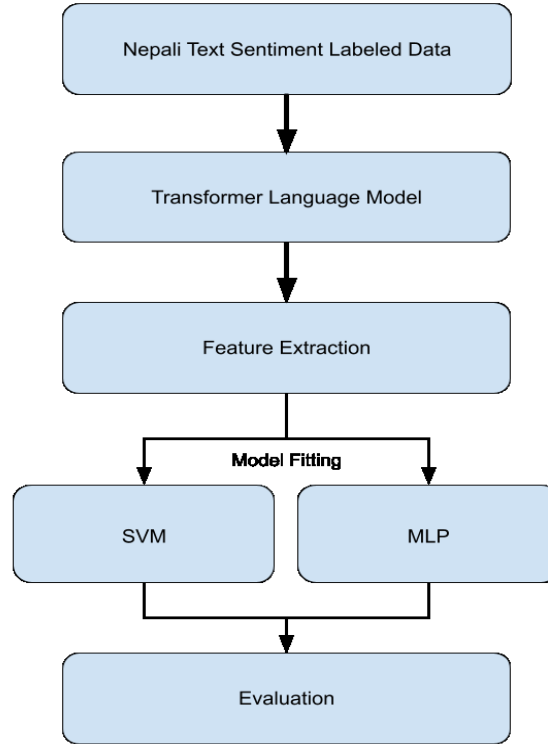 Nepali Text Sentiment Labeled Data
Transformer Language Model
Feature Extraction
Model Fitting
SVM
MLP
Evaluation